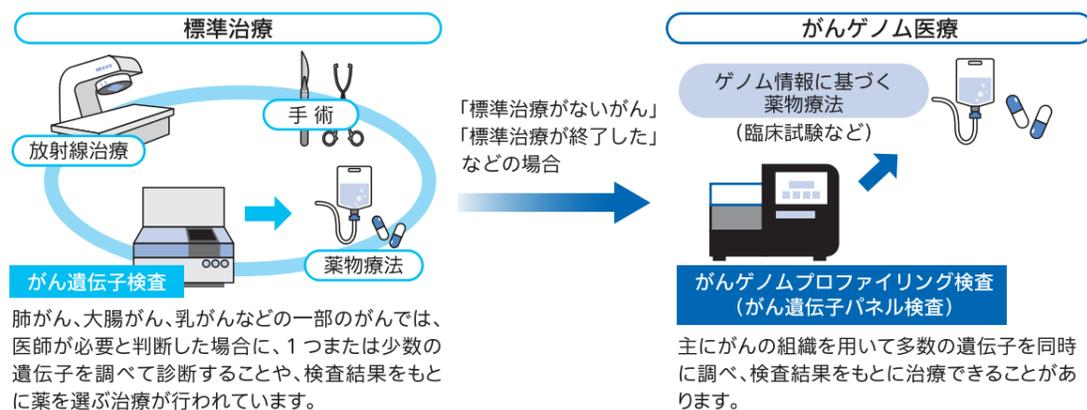 標準治療
手術
放射線治療
薬物療法
がん遺伝子検査
肺がん、大腸がん、乳がんなどの一部のがんでは、
医師が必要と判断した場合に、1つまたは少数の
遺伝子を調べて診断することや、検査結果をもと
に薬を選ぶ治療が行われています。
「標準治療がないがん」
「標準治療が終了した」
などの場合
がんゲノム医療
ゲノム情報に基づく
薬物療法
(臨床試験など)
がんゲノムプロファイリング検査
(がん遺伝子パネル検査)
主にがんの組織を用いて多数の遺伝子を同時
に調べ、検査結果をもとに治療できることがあ
ります。